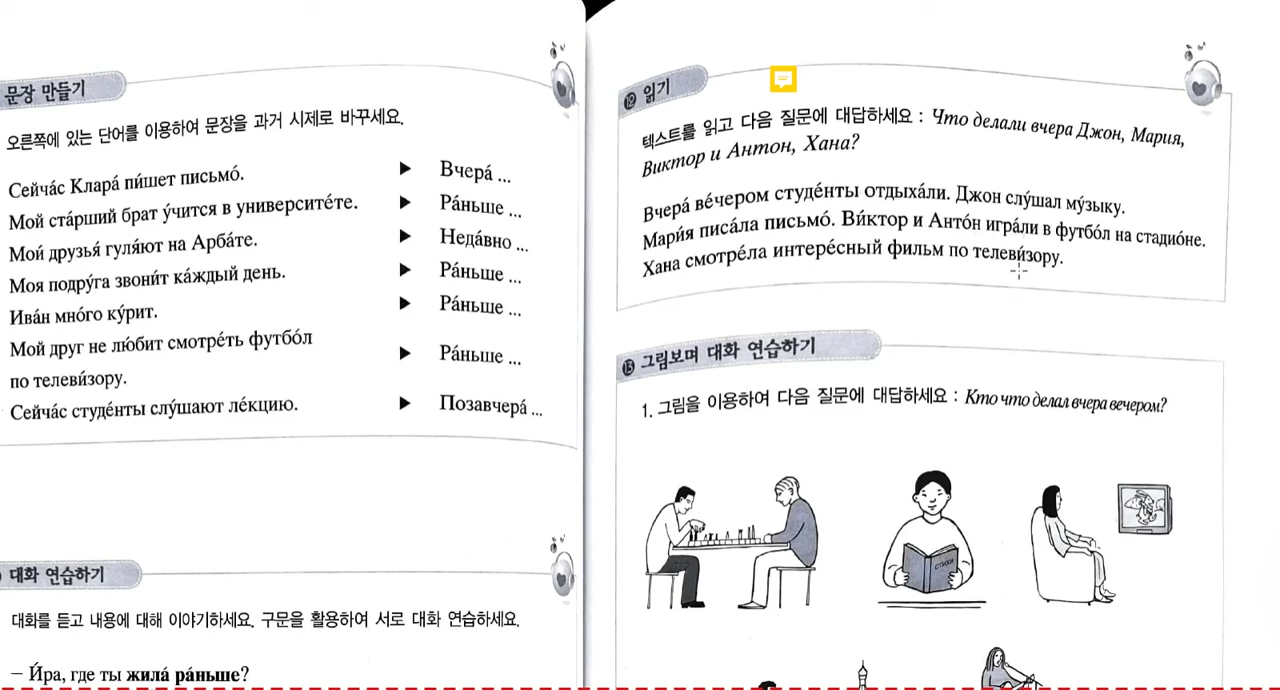 문장 만들기
오른쪽에 있는 단어를 이용하여 문장을 과거 시제로 바꾸세요.
Сейча́с Клара́ пи́шет письмо́. ▶ Вчера́ ...
Мой ста́рший брат у́чится в университе́те. ▶ Ра́ньше ...
Мои́ друзья́ гуля́ют на Арба́те. ▶ Неда́вно ...
Моя подру́га звони́т ка́ждый день. ▶ Ра́ньше ...
Ива́н мно́го ку́рит. ▶ Ра́ньше ...
Мой друг не лю́бит смотре́ть футбо́л
по телеви́зору. ▶ Ра́ньше ...
Сейча́с студе́нты слу́шают ле́кцию. ▶ Позавчера́ ...
대화 연습하기
대화를 듣고 내용에 대해 이야기하세요. 구문을 활용하여 서로 대화 연습하세요.
– И́ра, где ты жила́ ра́ньше?
⑫ 읽기
텍스트를 읽고 다음 질문에 대답하세요 : Что делали вчера Джон, Мария,
Виктор и Антон, Хана?
Вчера́ ве́чером студе́нты отдыха́ли. Джон слу́шал му́зыку.
Мари́я писа́ла письмо́. Ви́ктор и Анто́н игра́ли в футбо́л на стадио́не.
Хана смотре́ла интере́сный фильм по телеви́зору.
⑬ 그림보며 대화 연습하기
1. 그림을 이용하여 다음 질문에 대답하세요 : Кто что делал вчера вечером?
СТИХИ